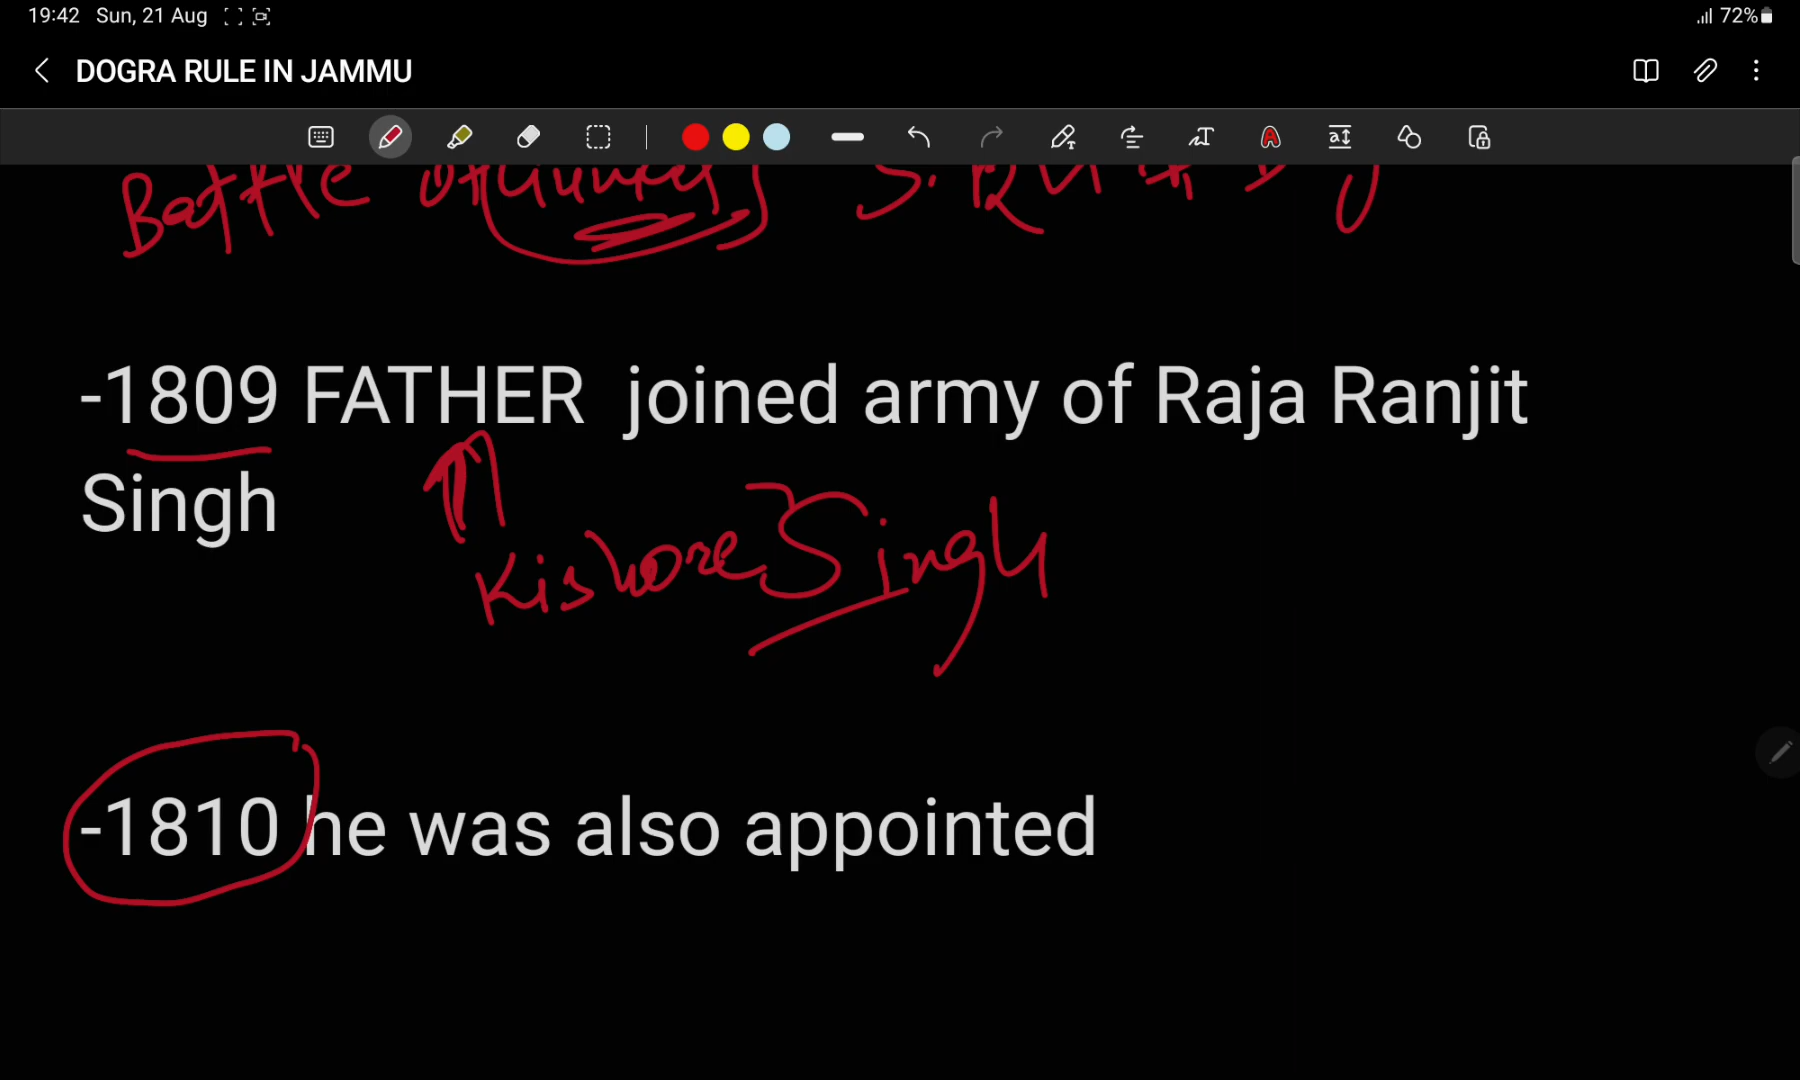 19:42 Sun, 21 Aug 72%
DOGRA RULE IN JAMMU
Battle of
-1809 FATHER joined army of Raja Ranjit
Singh
Kishore Singh
-1810 he was also appointed